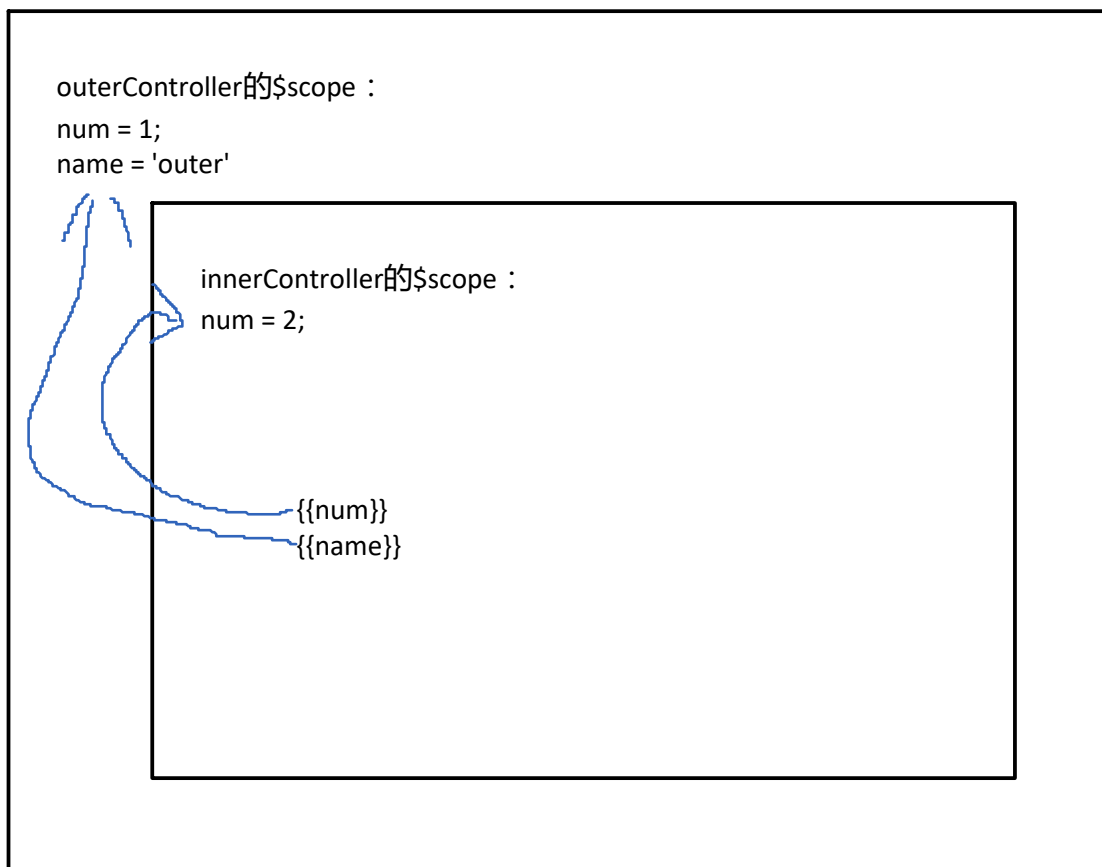 outerController的$scope：
num = 1;
name = 'outer'
innerController的$scope：
num = 2;
{{num}}
{{name}}